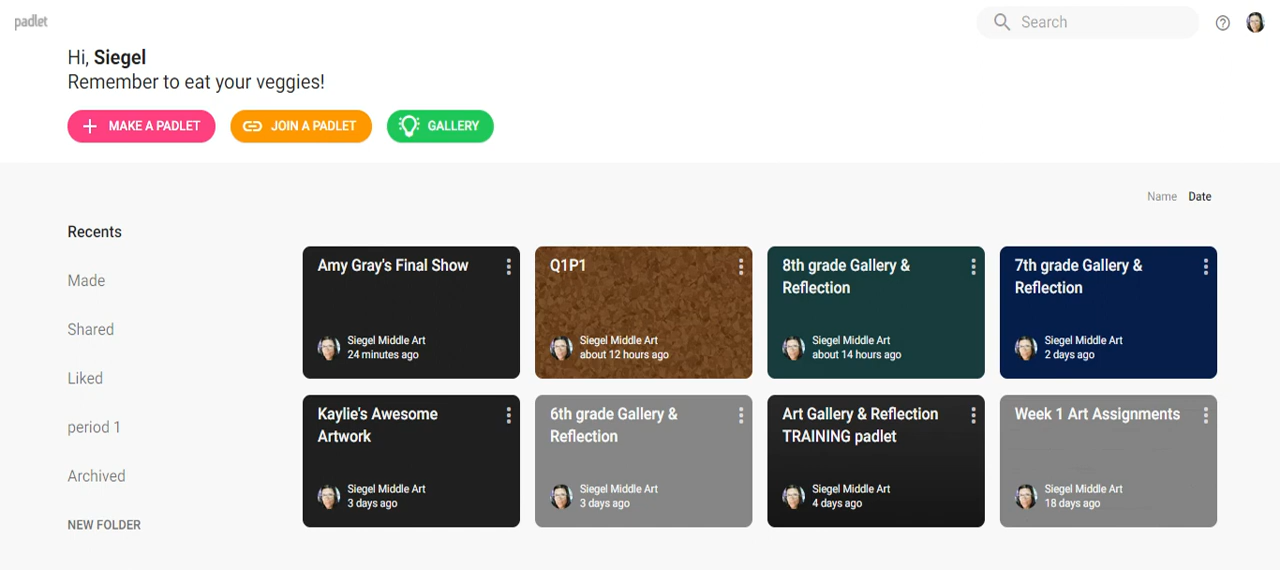 padlet
Search
Hi, Siegel
Remember to eat your veggies!
MAKE A PADLET
JOIN A PADLET
GALLERY
Name Date
Recents
Made
Shared
Liked
period 1
Archived
NEW FOLDER
Amy Gray's Final Show
Siegel Middle Art
24 minutes ago
Q1P1
Siegel Middle Art
about 12 hours ago
8th grade Gallery &
Reflection
Siegel Middle Art
about 14 hours ago
7th grade Gallery &
Reflection
Siegel Middle Art
2 days ago
Kaylie's Awesome
Artwork
Siegel Middle Art
3 days ago
6th grade Gallery &
Reflection
Siegel Middle Art
3 days ago
Art Gallery & Reflection
TRAINING padlet
Siegel Middle Art
4 days ago
Week 1 Art Assignments
Siegel Middle Art
18 days ago